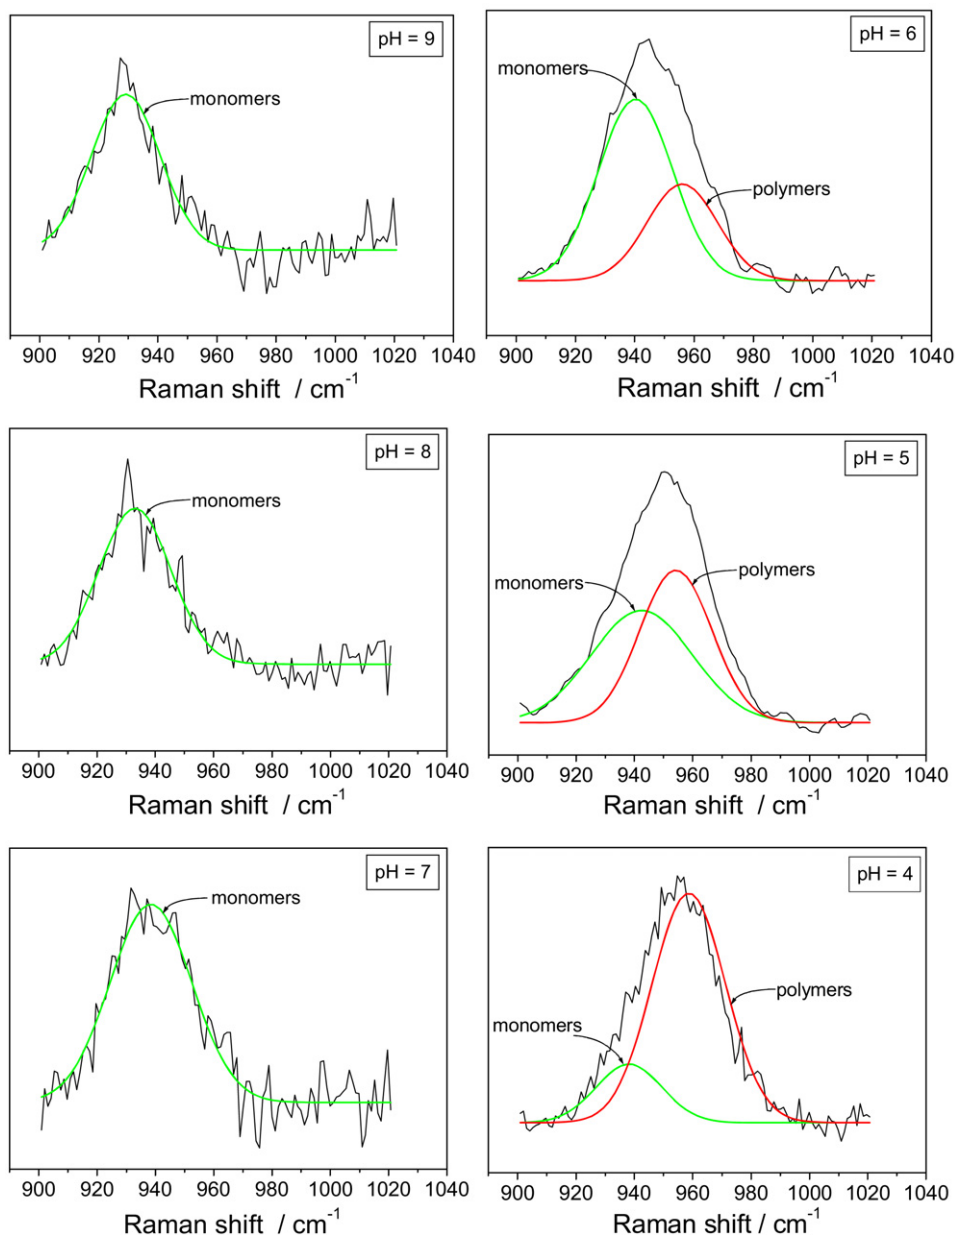 pH = 9
monomers
900 920 940 960 980 1000 1020 1040
Raman shift / cm⁻¹
pH = 6
monomers
polymers
900 920 940 960 980 1000 1020 1040
Raman shift / cm⁻¹
pH = 8
monomers
900 920 940 960 980 1000 1020 1040
Raman shift / cm⁻¹
pH = 5
monomers
polymers
900 920 940 960 980 1000 1020 1040
Raman shift / cm⁻¹
pH = 7
monomers
900 920 940 960 980 1000 1020 1040
Raman shift / cm⁻¹
pH = 4
polymers
monomers
900 920 940 960 980 1000 1020 1040
Raman shift / cm⁻¹